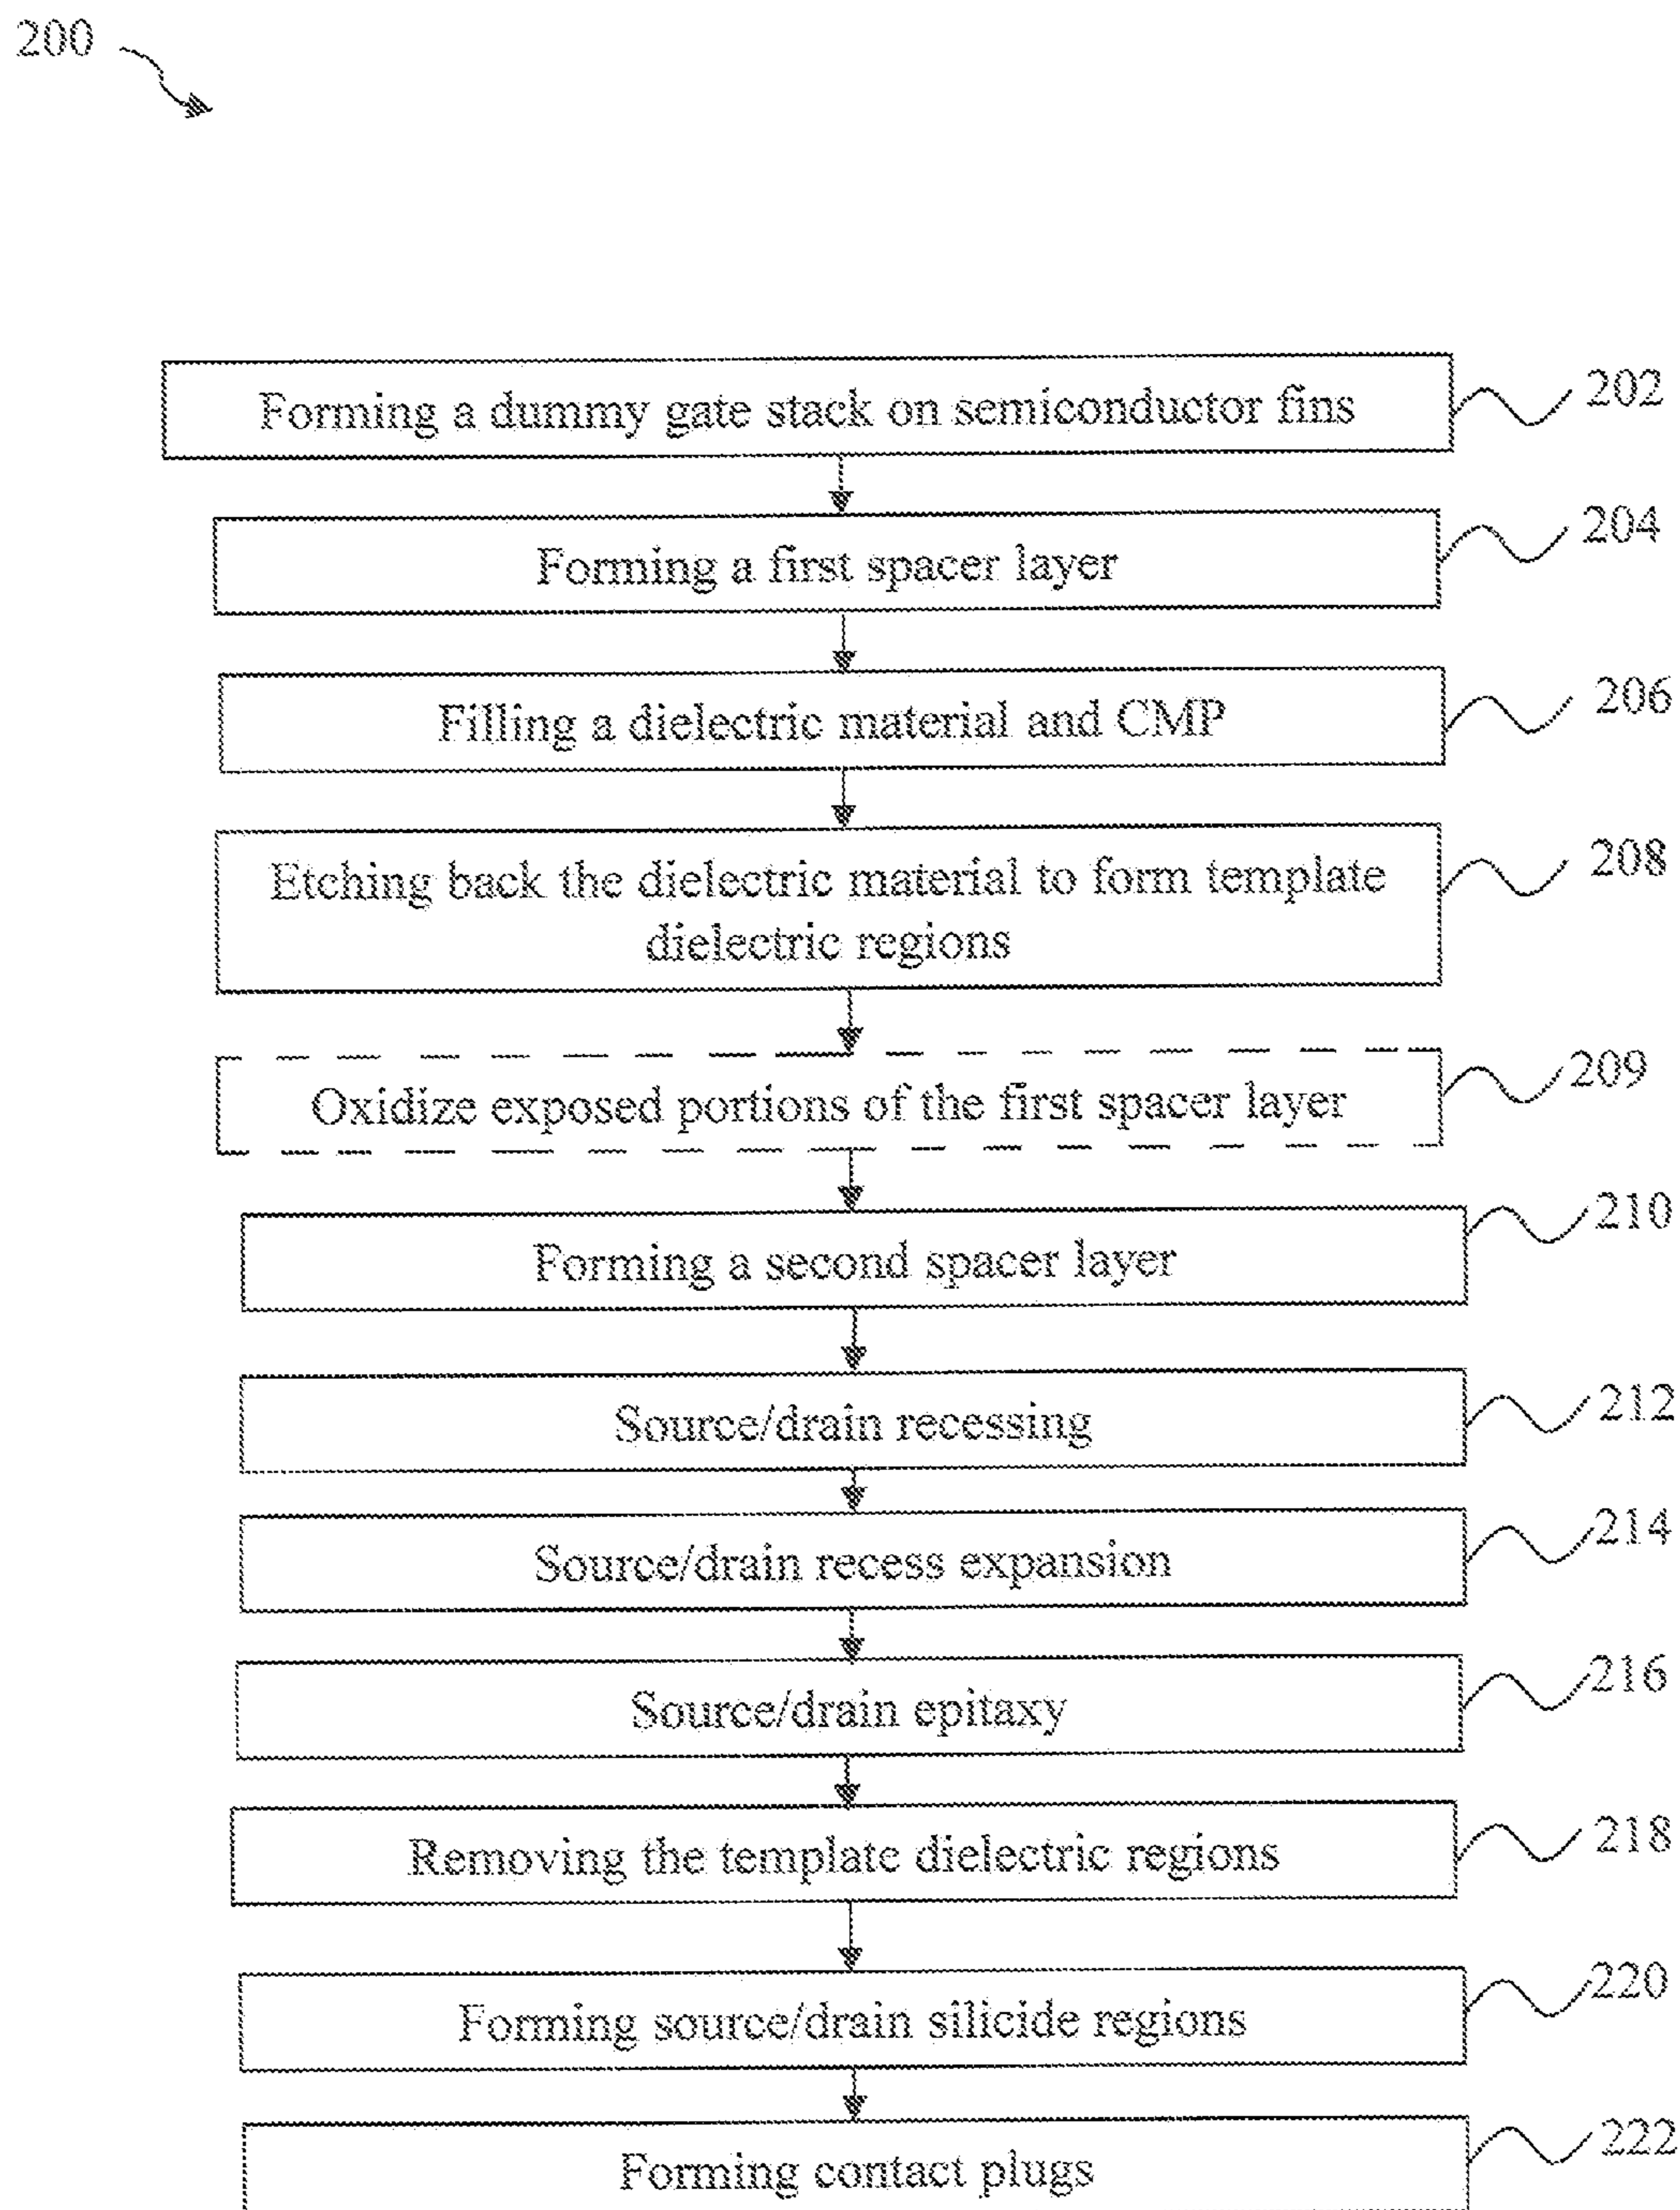 200
Forming a dummy gate stack on semiconductor fins
202
Forming a first spacer layer
204
Filling a dielectric material and CMP
206
Etching back the dielectric material to form template
dielectric regions
208
Oxidize exposed portions of the first spacer layer
209
Forming a second spacer layer
210
Source/drain recessing
212
Source/drain recess expansion
214
Source/drain epitaxy
216
Removing the template dielectric regions
218
Forming source/drain silicide regions
220
Forming contact plugs
222